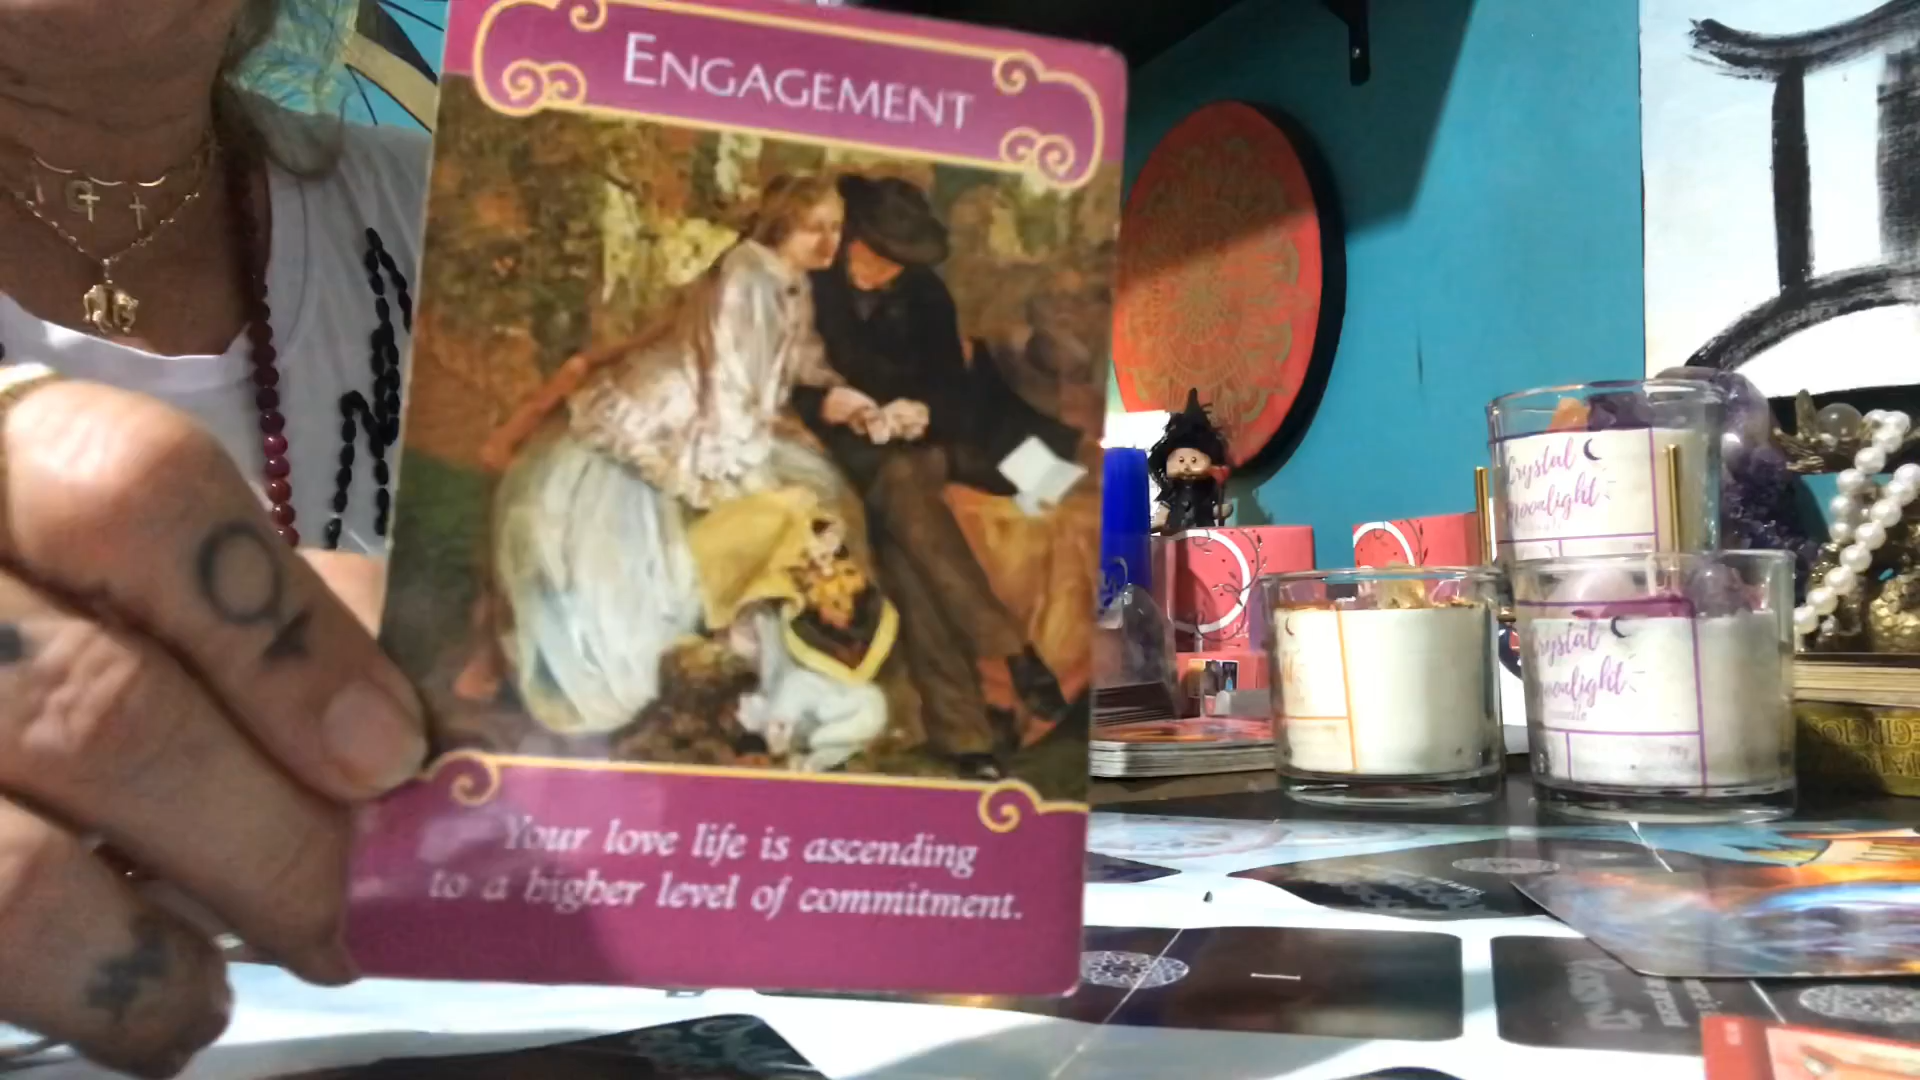 ENGAGEMENT
Your love life is ascending
to a higher level of commitment.
Crystal
Moonlight
Crystal
Moonlight